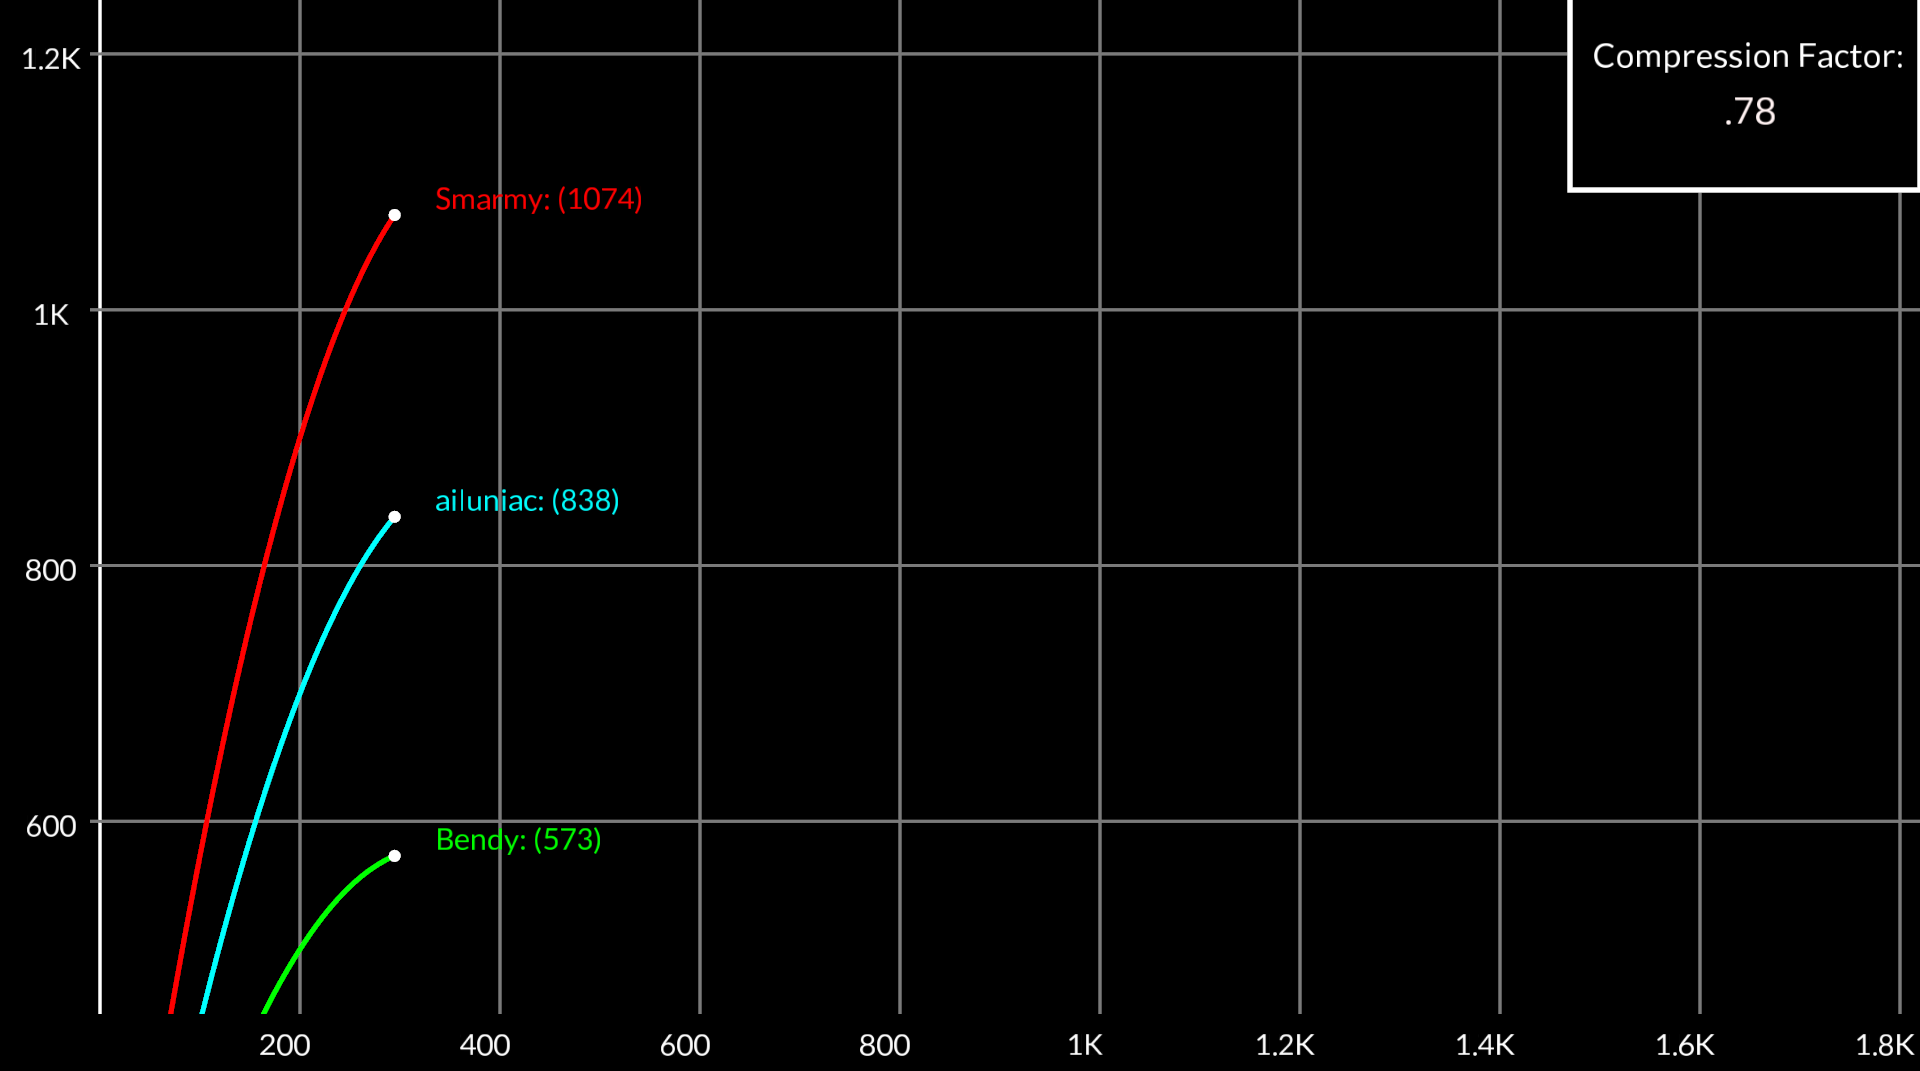 1.2K
Compression Factor:
.78
Smarmy: (1074)
1K
ailuniac: (838)
800
600
Bendy: (573)
200 400 600 800 1K 1.2K 1.4K 1.6K 1.8K